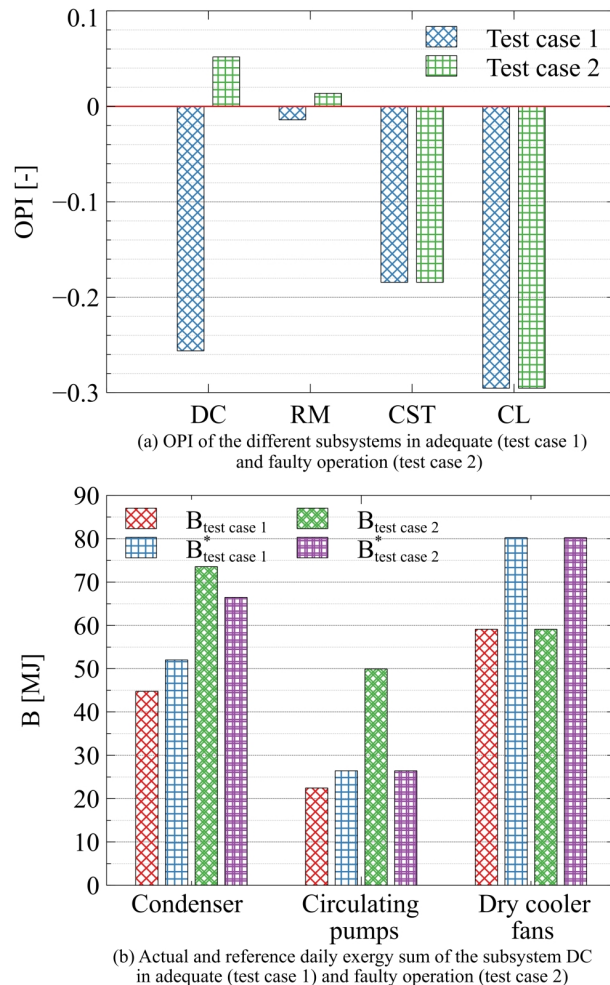 0.1
Test case 1
Test case 2
0
−0.1
−0.2
−0.3
OPI [-]
DC RM CST CL
(a) OPI of the different subsystems in adequate (test case 1)
and faulty operation (test case 2)
90
80
70
60
50
40
30
20
10
0
B [MJ]
B test case 1 B test case 2
B* test case 1 B* test case 2
Condenser Circulating pumps Dry cooler fans
(b) Actual and reference daily exergy sum of the subsystem DC
in adequate (test case 1) and faulty operation (test case 2)